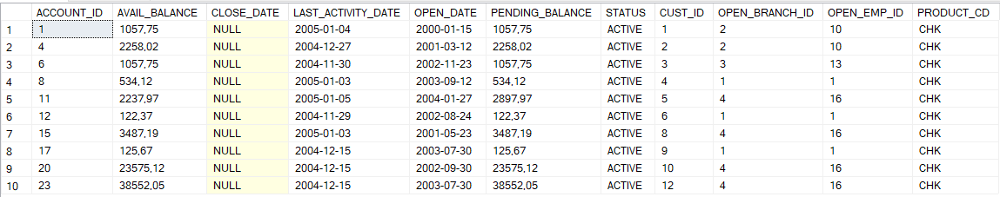 ACCOUNT_ID AVAIL_BALANCE CLOSE_DATE LAST_ACTIVITY_DATE OPEN_DATE PENDING_BALANCE STATUS CUST_ID OPEN_BRANCH_ID OPEN_EMP_ID PRODUCT_CD
1 1 1057,75 NULL 2005-01-04 2000-01-15 1057,75 ACTIVE 1 2 10 CHK
2 4 2258,02 NULL 2004-12-27 2001-03-12 2258,02 ACTIVE 2 2 10 CHK
3 6 1057,75 NULL 2004-11-30 2002-11-23 1057,75 ACTIVE 3 3 13 CHK
4 8 534,12 NULL 2005-01-03 2003-09-12 534,12 ACTIVE 4 1 1 CHK
5 11 2237,97 NULL 2005-01-05 2004-01-27 2897,97 ACTIVE 5 4 16 CHK
6 12 122,37 NULL 2004-11-29 2002-08-24 122,37 ACTIVE 6 1 1 CHK
7 15 3487,19 NULL 2005-01-03 2001-05-23 3487,19 ACTIVE 8 4 16 CHK
8 17 125,67 NULL 2004-12-15 2003-07-30 125,67 ACTIVE 9 1 1 CHK
9 20 23575,12 NULL 2004-12-15 2002-09-30 23575,12 ACTIVE 10 4 16 CHK
10 23 38552,05 NULL 2004-12-15 2003-07-30 38552,05 ACTIVE 12 4 16 CHK